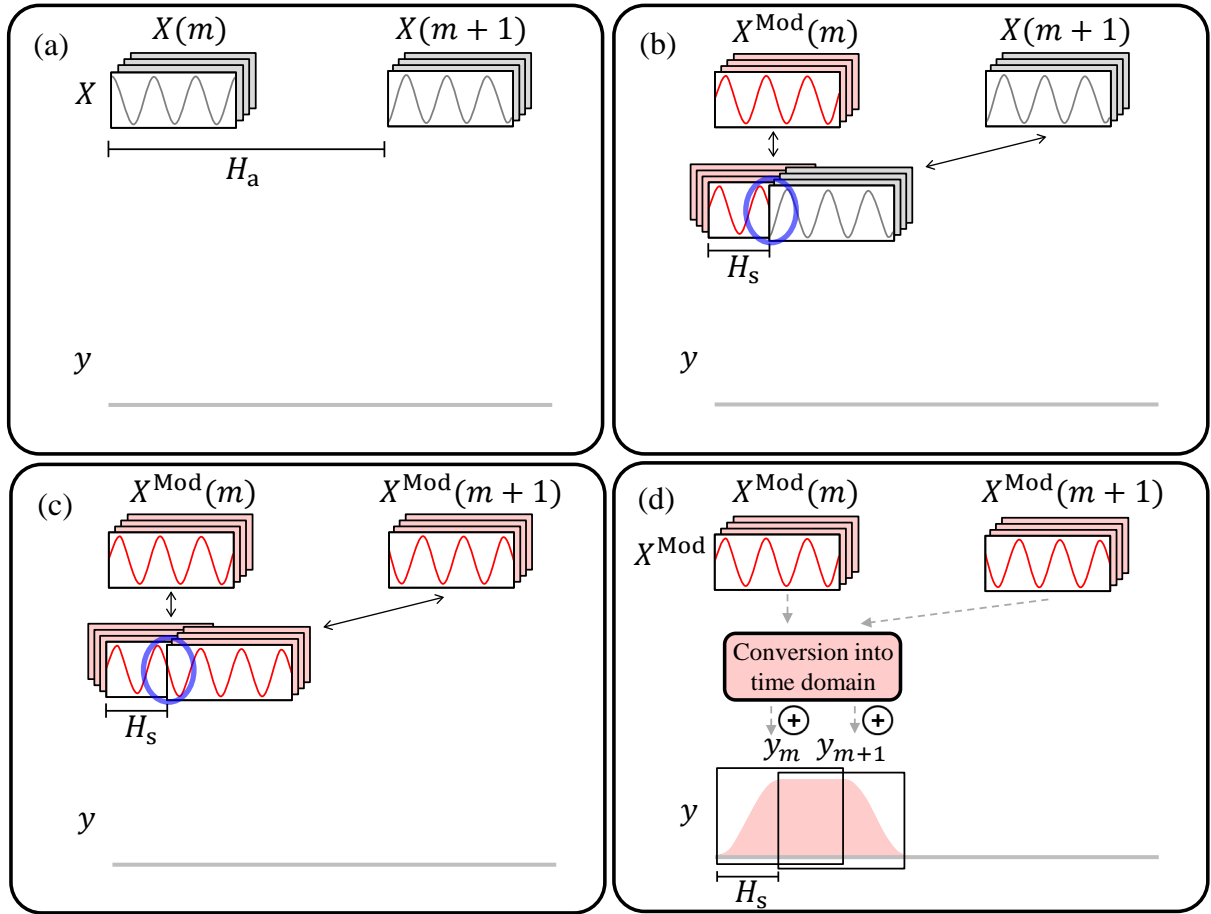 (a) X(m) X(m + 1)
X
H_a
y
(b) X^Mod(m) X(m + 1)
H_s
y
(c) X^Mod(m) X^Mod(m + 1)
H_s
y
(d) X^Mod(m) X^Mod(m + 1)
X^Mod
Conversion into
time domain
+ +
y_m y_{m+1}
y
H_s